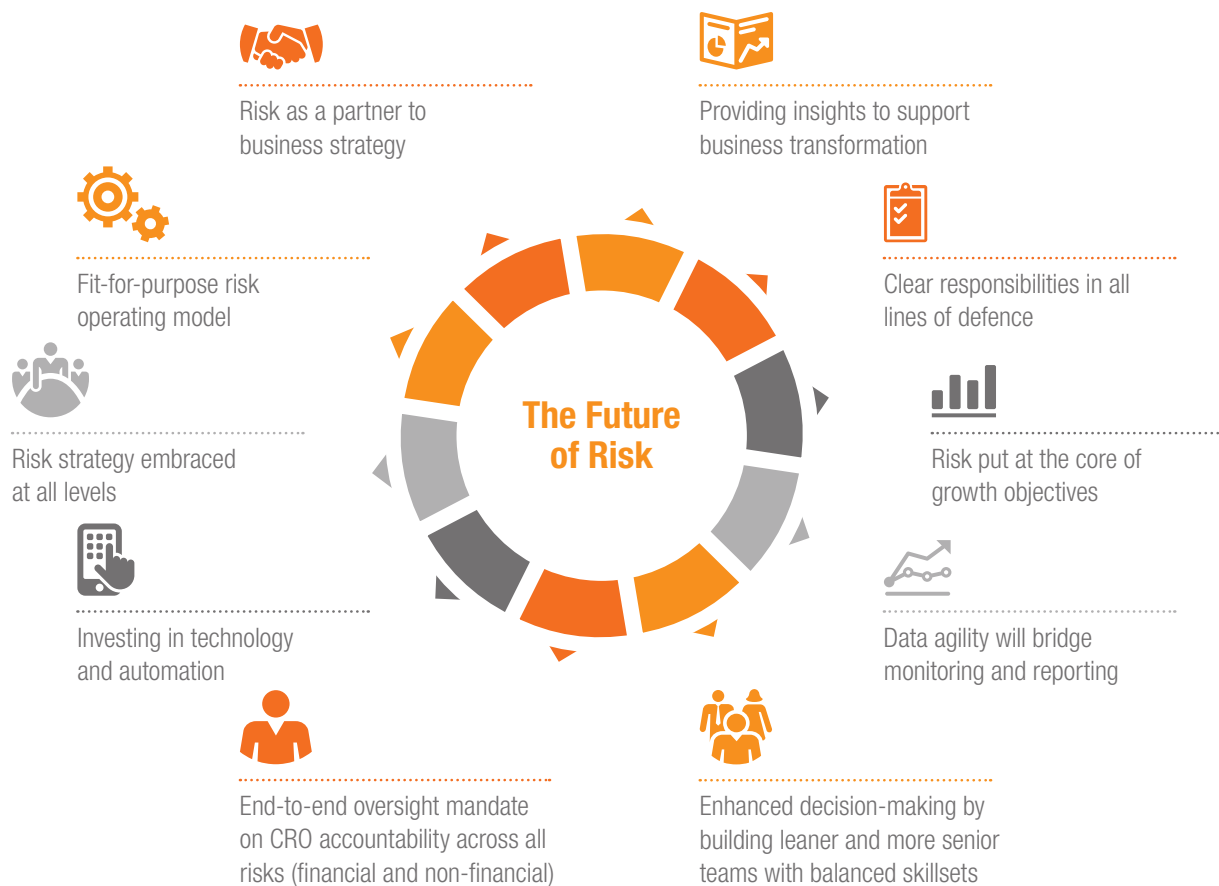 Risk as a partner to
business strategy
Providing insights to support
business transformation
Fit-for-purpose risk
operating model
Clear responsibilities in all
lines of defence
The Future
of Risk
Risk strategy embraced
at all levels
Risk put at the core of
growth objectives
Investing in technology
and automation
Data agility will bridge
monitoring and reporting
End-to-end oversight mandate
on CRO accountability across all
risks (financial and non-financial)
Enhanced decision-making by
building leaner and more senior
teams with balanced skillsets